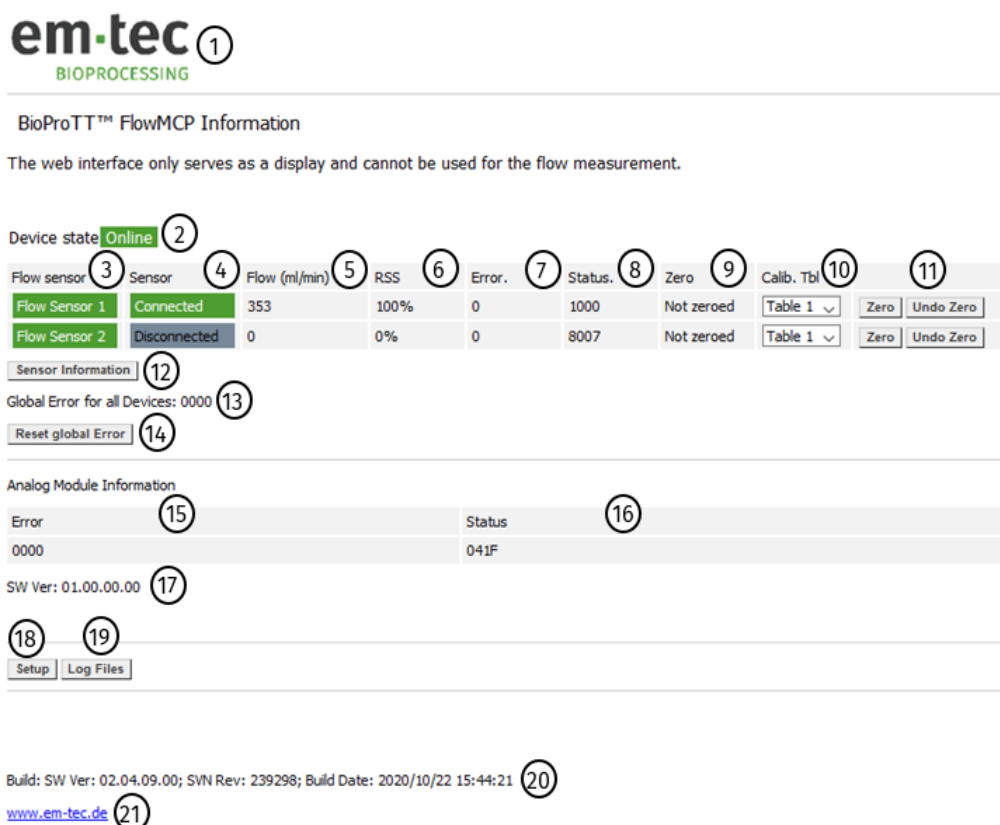 em-tec 1
BIOPROCESSING
BioProTT™ FlowMCP Information
The web interface only serves as a display and cannot be used for the flow measurement.
Device state Online 2
Flow sensor 3 Sensor 4 Flow (ml/min) 5 RSS 6 Error. 7 Status. 8 Zero 9 Calib. Tbl 10 11
Flow Sensor 1 Connected 353 100% 0 1000 Not zeroed Table 1 Zero Undo Zero
Flow Sensor 2 Disconnected 0 0% 0 8007 Not zeroed Table 1 Zero Undo Zero
Sensor Information 12
Global Error for all Devices: 0000 13
Reset global Error 14
Analog Module Information
Error 15 Status 16
0000 041F
SW Ver: 01.00.00.00 17
18 19
Setup Log Files
Build: SW Ver: 02.04.09.00; SVN Rev: 239298; Build Date: 2020/10/22 15:44:21 20
www.em-tec.de 21